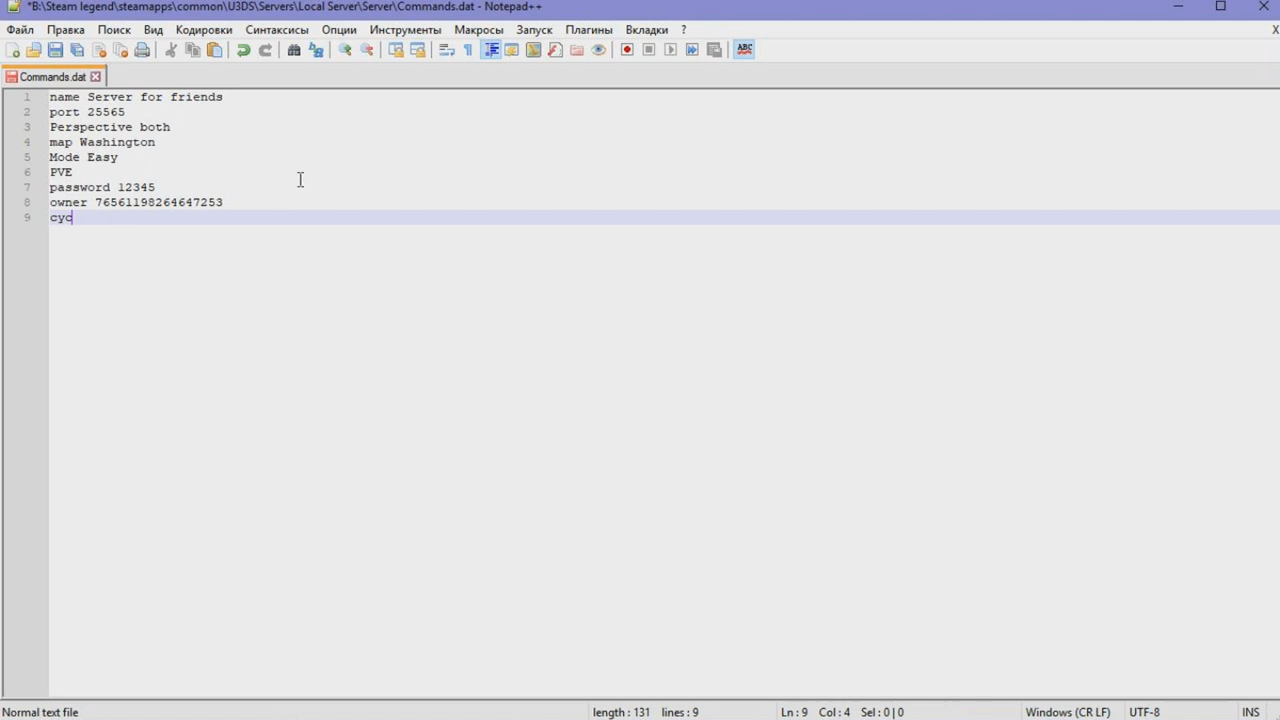 *B:\Steam legend\steamapps\common\U3DS\Servers\Local Server\Server\Commands.dat - Notepad++
Файл Правка Поиск Вид Кодировки Синтаксисы Опции Инструменты Макросы Запуск Плагины Вкладки ? X
ABC
Commands.dat
1 name Server for friends
2 port 25565
3 Perspective both
4 map Washington
5 Mode Easy
6 PVE
7 password 12345
8 owner 76561198264647253
9 cyc
Normal text file length : 131 lines : 9 Ln : 9 Col : 4 Sel : 0 | 0 Windows (CR LF) UTF-8 INS